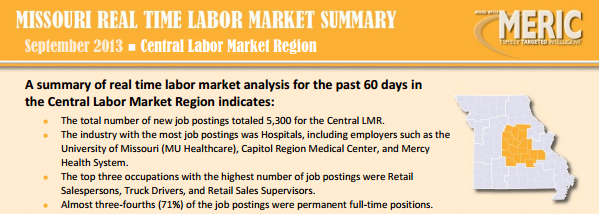 MISSOURI REAL TIME LABOR MARKET SUMMARY
September 2013 ■ Central Labor Market Region
MERIC
A summary of real time labor market analysis for the past 60 days in
the Central Labor Market Region indicates:
The total number of new job postings totaled 5,300 for the Central LMR.
The industry with the most job postings was Hospitals, including employers such as the
University of Missouri (MU Healthcare), Capitol Region Medical Center, and Mercy
Health System.
The top three occupations with the highest number of job postings were Retail
Salespersons, Truck Drivers, and Retail Sales Supervisors.
Almost three-fourths (71%) of the job postings were permanent full-time positions.